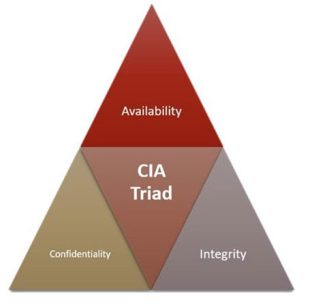 Availability
CIA
Triad
Confidentiality
Integrity